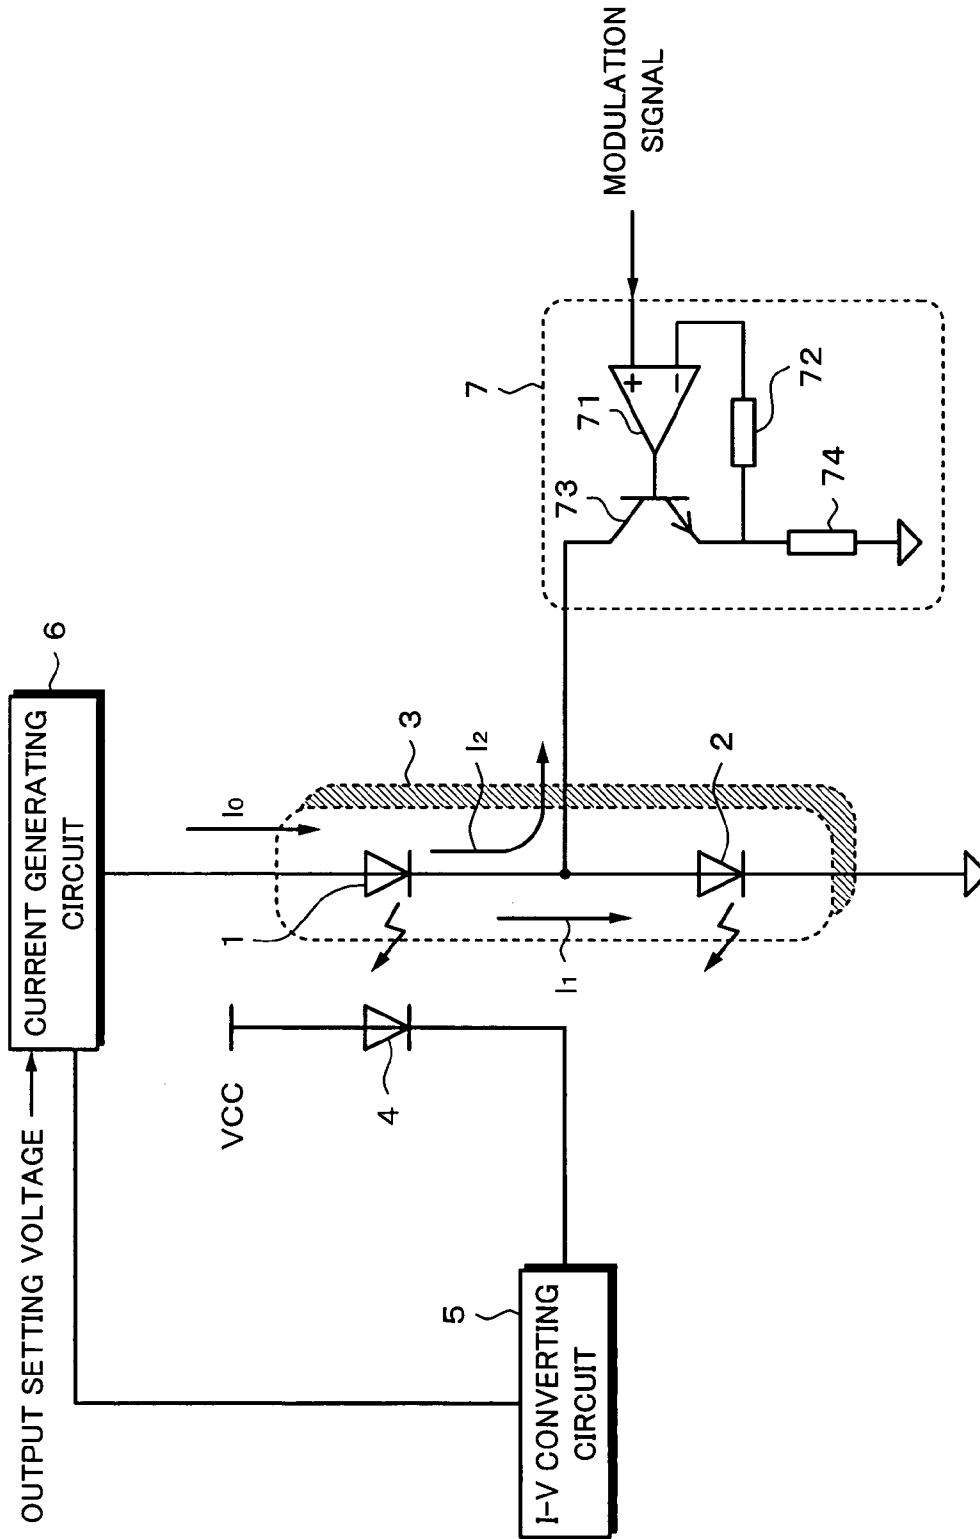 OUTPUT SETTING VOLTAGE
CURRENT GENERATING
CIRCUIT
6
I0
1
3
I2
I1
2
VCC
4
5
I-V CONVERTING
CIRCUIT
7
MODULATION
SIGNAL
+
−
71
73
72
74